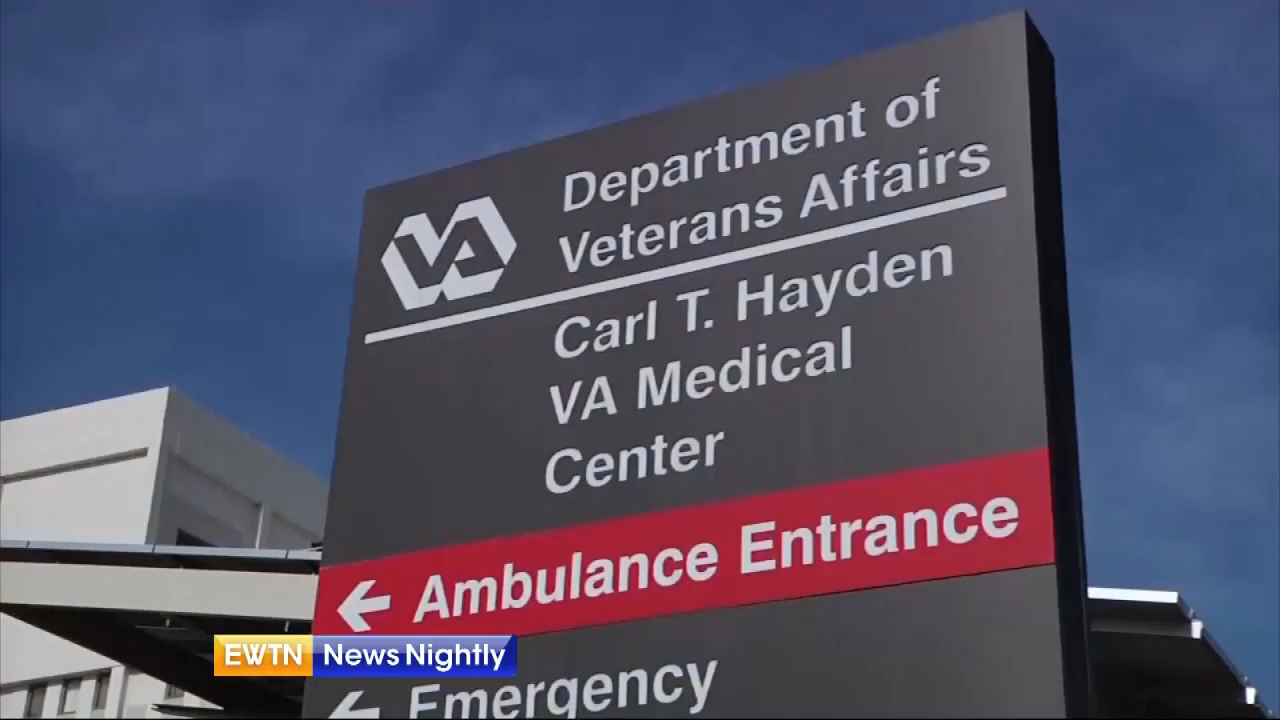 VA
Department of
Veterans Affairs
Carl T. Hayden
VA Medical
Center
Ambulance Entrance
Emergency
EWTN News Nightly